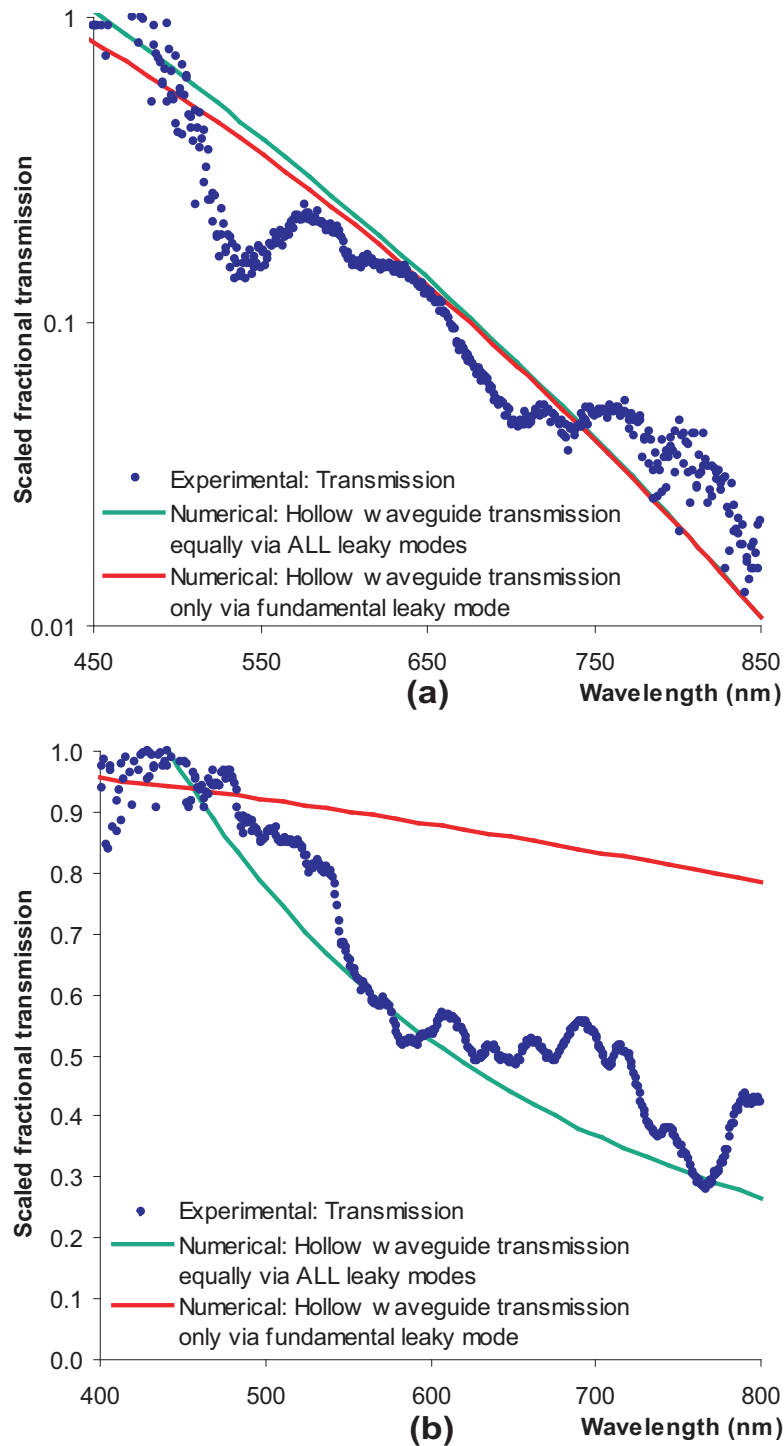 1
0.1
0.01
Scaled fractional transmission
Experimental: Transmission
Numerical: Hollow waveguide transmission
equally via ALL leaky modes
Numerical: Hollow waveguide transmission
only via fundamental leaky mode
450 550 650 750 850
(a)
Wavelength (nm)
1.0
0.9
0.8
0.7
0.6
0.5
0.4
0.3
0.2
0.1
0.0
Scaled fractional transmission
Experimental: Transmission
Numerical: Hollow waveguide transmission
equally via ALL leaky modes
Numerical: Hollow waveguide transmission
only via fundamental leaky mode
400 500 600 700 800
(b)
Wavelength (nm)